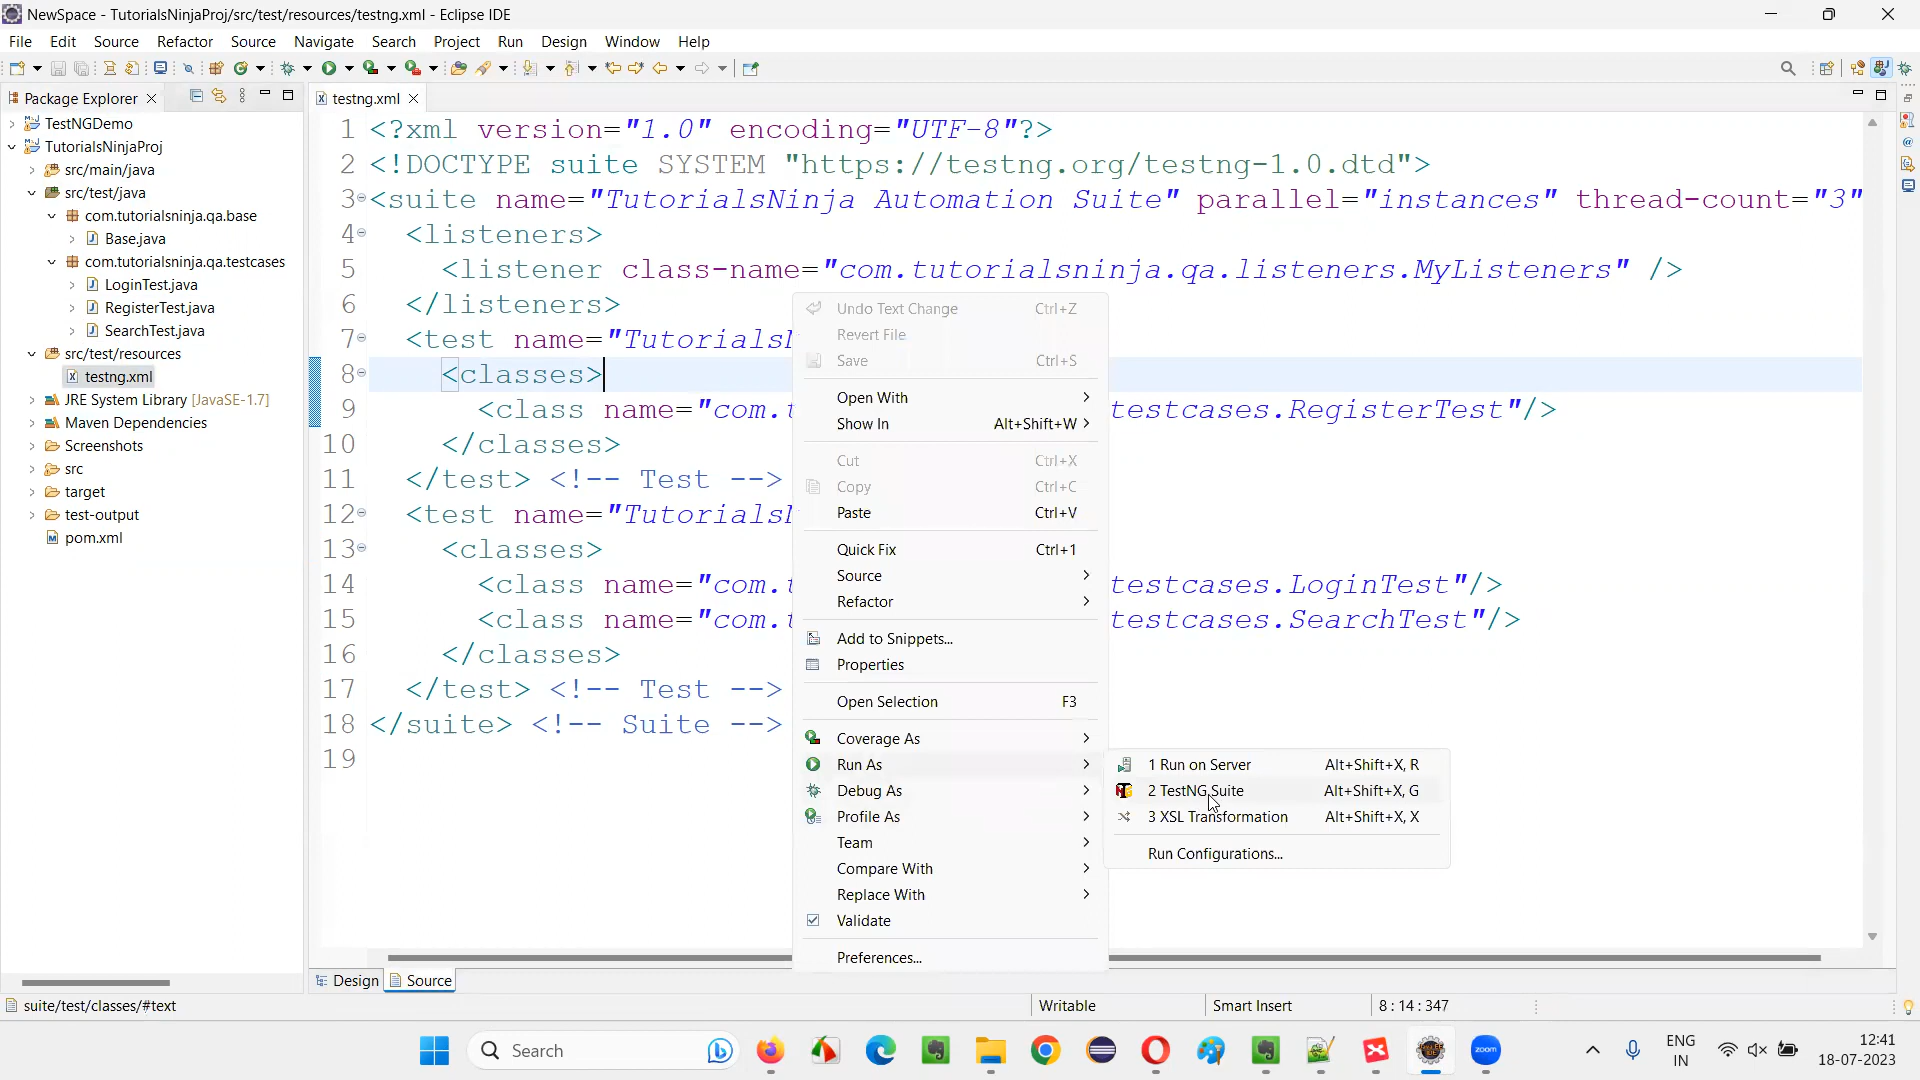 NewSpace - TutorialsNinjaProj/src/test/resources/testng.xml - Eclipse IDE
File Edit Source Refactor Source Navigate Search Project Run Design Window Help
Package Explorer
testng.xml
TestNGDemo
TutorialsNinjaProj
src/main/java
src/test/java
com.tutorialsninja.qa.base
Base.java
com.tutorialsninja.qa.testcases
LoginTest.java
RegisterTest.java
SearchTest.java
src/test/resources
testng.xml
JRE System Library [JavaSE-1.7]
Maven Dependencies
Screenshots
src
target
test-output
pom.xml
1 <?xml version="1.0" encoding="UTF-8"?>
2 <!DOCTYPE suite SYSTEM "https://testng.org/testng-1.0.dtd">
3 <suite name="TutorialsNinja Automation Suite" parallel="instances" thread-count="3"
4 <listeners>
5 <listener class-name="com.tutorialsninja.qa.listeners.MyListeners" />
6 </listeners>
7 <test name="Tutorials
8 <classes>
9 <class name="com. testcases.RegisterTest"/>
10 </classes>
11 </test> <!-- Test -->
12 <test name="Tutorials
13 <classes>
14 <class name="com. testcases.LoginTest"/>
15 <class name="com. testcases.SearchTest"/>
16 </classes>
17 </test> <!-- Test -->
18 </suite> <!-- Suite -->
19
Undo Text Change Ctrl+Z
Revert File
Save Ctrl+S
Open With
Show In Alt+Shift+W
Cut Ctrl+X
Copy Ctrl+C
Paste Ctrl+V
Quick Fix Ctrl+1
Source
Refactor
Add to Snippets...
Properties
Open Selection F3
Coverage As
Run As
Debug As
Profile As
Team
Compare With
Replace With
Validate
Preferences...
1 Run on Server Alt+Shift+X, R
2 TestNG Suite Alt+Shift+X, G
3 XSL Transformation Alt+Shift+X, X
Run Configurations...
Design Source
suite/test/classes/#text Writable Smart Insert 8 : 14 : 347
Search
zoom
ENG
IN
12:41
18-07-2023